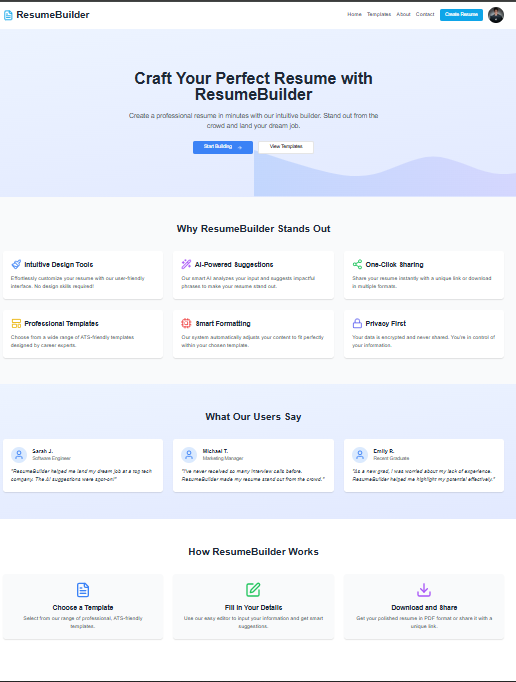 ResumeBuilder
Home Templates About Contact Create Resume
Craft Your Perfect Resume with
ResumeBuilder
Create a professional resume in minutes with our intuitive builder. Stand out from the
crowd and land your dream job.
Start Building → View Templates
Why ResumeBuilder Stands Out
Intuitive Design Tools
Effortlessly customize your resume with our user-friendly
interface. No design skills required!
AI-Powered Suggestions
Our smart AI analyzes your input and suggests impactful
phrases to make your resume stand out.
One-Click Sharing
Share your resume instantly with a unique link or download
in multiple formats.
Professional Templates
Choose from a wide range of ATS-friendly templates
designed by career experts.
Smart Formatting
Our system automatically adjusts your content to fit perfectly
within your chosen template.
Privacy First
Your data is encrypted and never shared. You're in control of
your information.
What Our Users Say
Sarah J.
Software Engineer
"ResumeBuilder helped me land my dream job at a top tech
company. The AI suggestions were spot-on!"
Michael T.
Marketing Manager
"I've never received so many interview calls before.
ResumeBuilder made my resume stand out from the crowd."
Emily R.
Recent Graduate
"As a new grad, I was worried about my lack of experience.
ResumeBuilder helped me highlight my potential effectively."
How ResumeBuilder Works
Choose a Template
Select from our range of professional, ATS-friendly
templates.
Fill In Your Details
Use our easy editor to input your information and get smart
suggestions.
Download and Share
Get your polished resume in PDF format or share it with a
unique link.